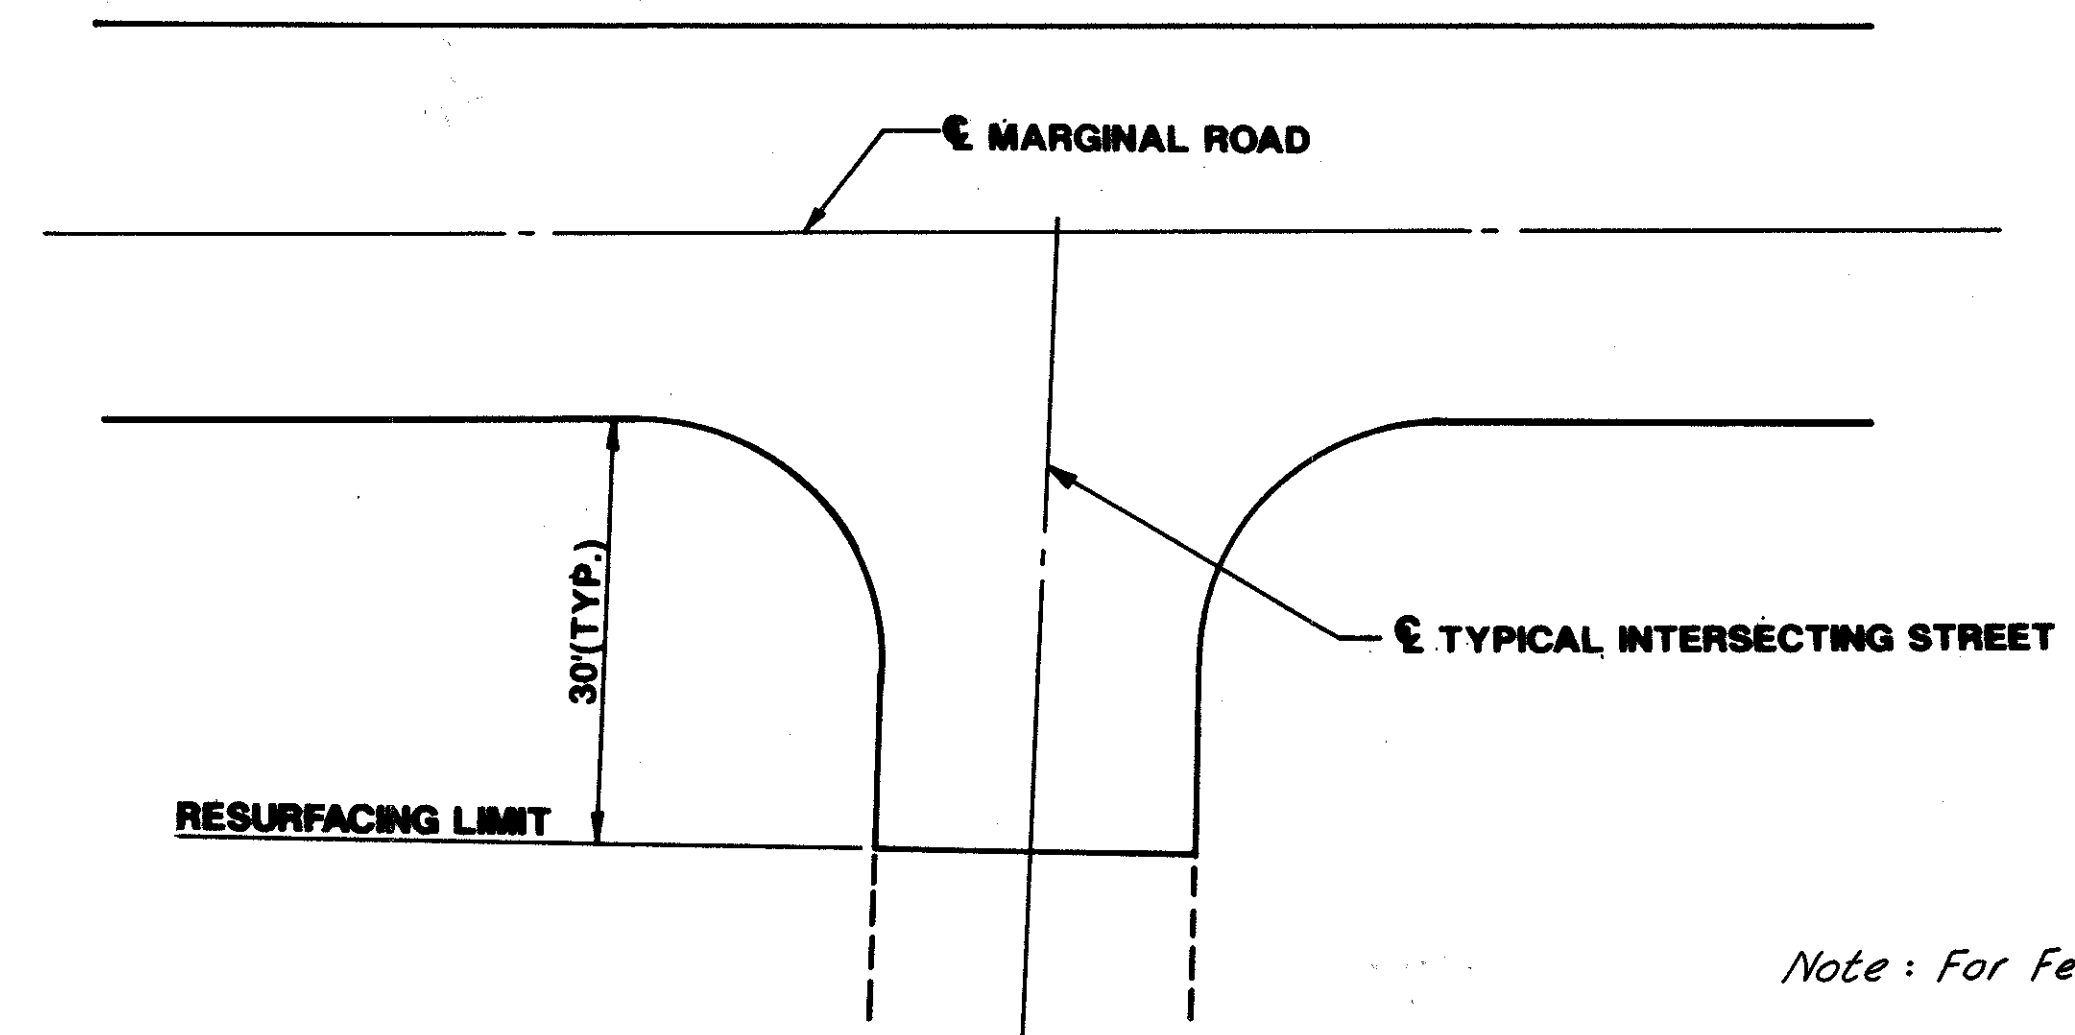 ℄ MARGINAL ROAD
30'(TYP.)
℄ TYPICAL INTERSECTING STREET
RESURFACING LIMIT
Note: For